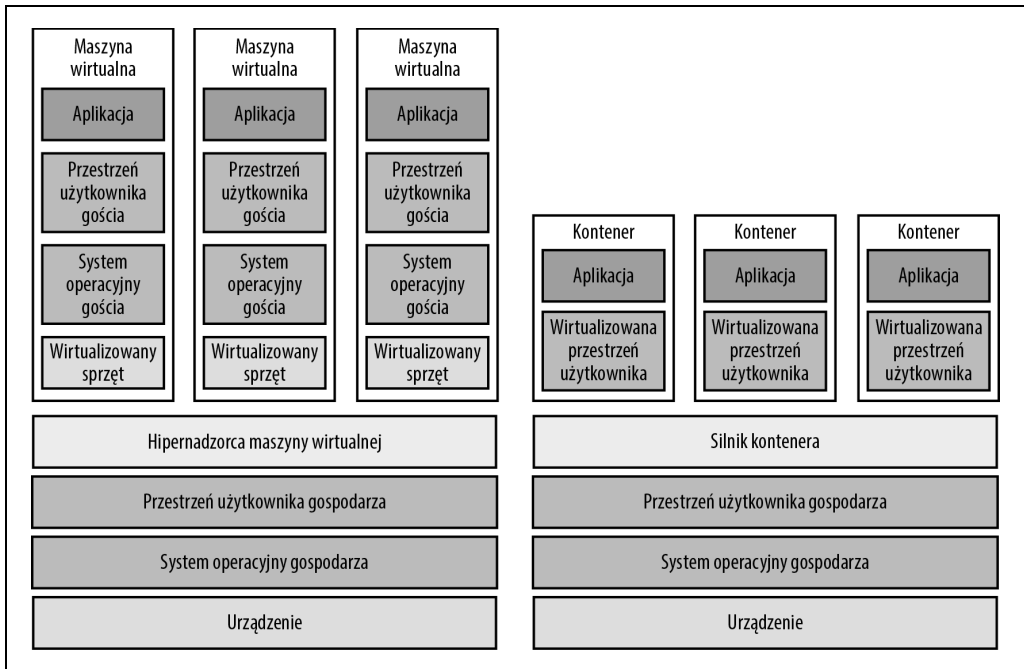 Maszyna
wirtualna
Aplikacja
Przestrzeń
użytkownika
gościa
System
operacyjny
gościa
Wirtualizowany
sprzęt
Maszyna
wirtualna
Aplikacja
Przestrzeń
użytkownika
gościa
System
operacyjny
gościa
Wirtualizowany
sprzęt
Maszyna
wirtualna
Aplikacja
Przestrzeń
użytkownika
gościa
System
operacyjny
gościa
Wirtualizowany
sprzęt
Hipernadzorca maszyny wirtualnej
Przestrzeń użytkownika gospodarza
System operacyjny gospodarza
Urządzenie
Kontener
Aplikacja
Wirtualizowana
przestrzeń
użytkownika
Kontener
Aplikacja
Wirtualizowana
przestrzeń
użytkownika
Kontener
Aplikacja
Wirtualizowana
przestrzeń
użytkownika
Silnik kontenera
Przestrzeń użytkownika gospodarza
System operacyjny gospodarza
Urządzenie